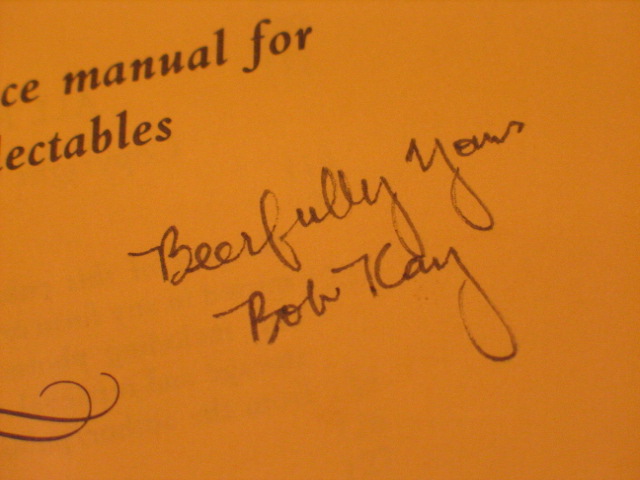 ce manual for
lectables
Beerfully Yours
Bob Kay